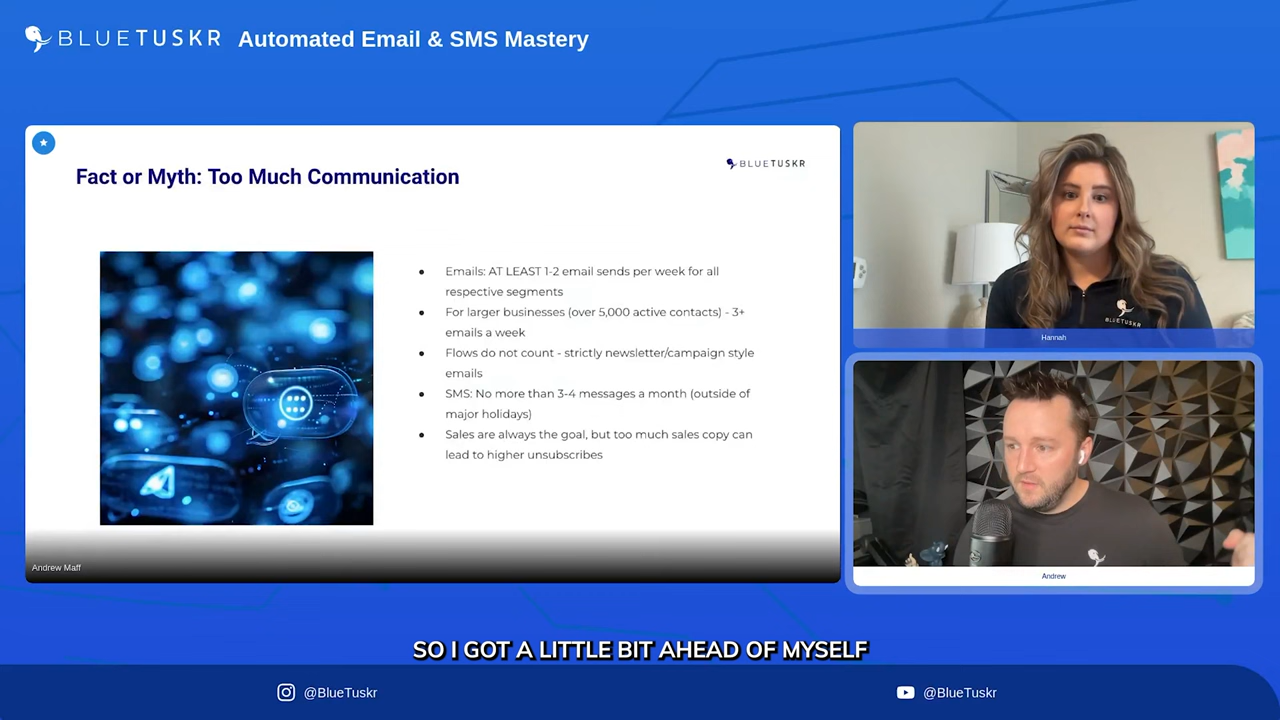 BLUETUSKR Automated Email & SMS Mastery
Fact or Myth: Too Much Communication
BLUETUSKR
Emails: AT LEAST 1-2 email sends per week for all
respective segments
For larger businesses (over 5,000 active contacts) - 3+
emails a week
Flows do not count - strictly newsletter/campaign style
emails
SMS: No more than 3-4 messages a month (outside of
major holidays)
Sales are always the goal, but too much sales copy can
lead to higher unsubscribes
Andrew Maff
BLUETUSKR
Hannah
Andrew
SO I GOT A LITTLE BIT AHEAD OF MYSELF
@BlueTuskr
@BlueTuskr